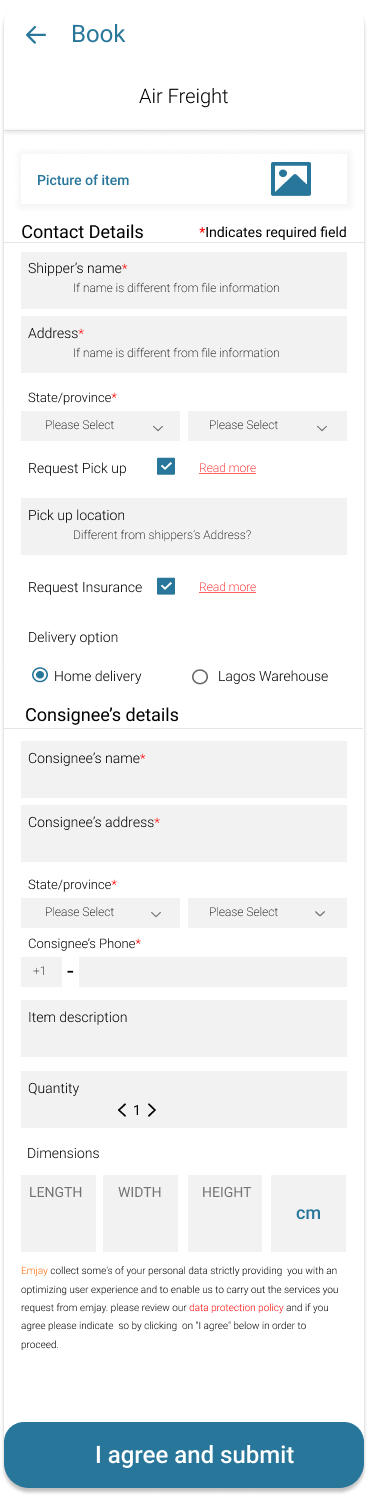 Book
Air Freight
Picture of item
Contact Details *Indicates required field
Shipper's name*
If name is different from file information
Address*
If name is different from file information
State/province*
Please Select Please Select
Request Pick up Read more
Pick up location
Different from shippers's Address?
Request Insurance Read more
Delivery option
Home delivery Lagos Warehouse
Consignee's details
Consignee's name*
Consignee's address*
State/province*
Please Select Please Select
Consignee's Phone*
+1 -
Item description
Quantity
< 1 >
Dimensions
LENGTH WIDTH HEIGHT
cm
Emjay collect some's of your personal data strictly providing you with an
optimizing user experience and to enable us to carry out the services you
request from emjay. please review our data protection policy and if you
agree please indicate so by clicking on "I agree" below in order to
proceed.
I agree and submit